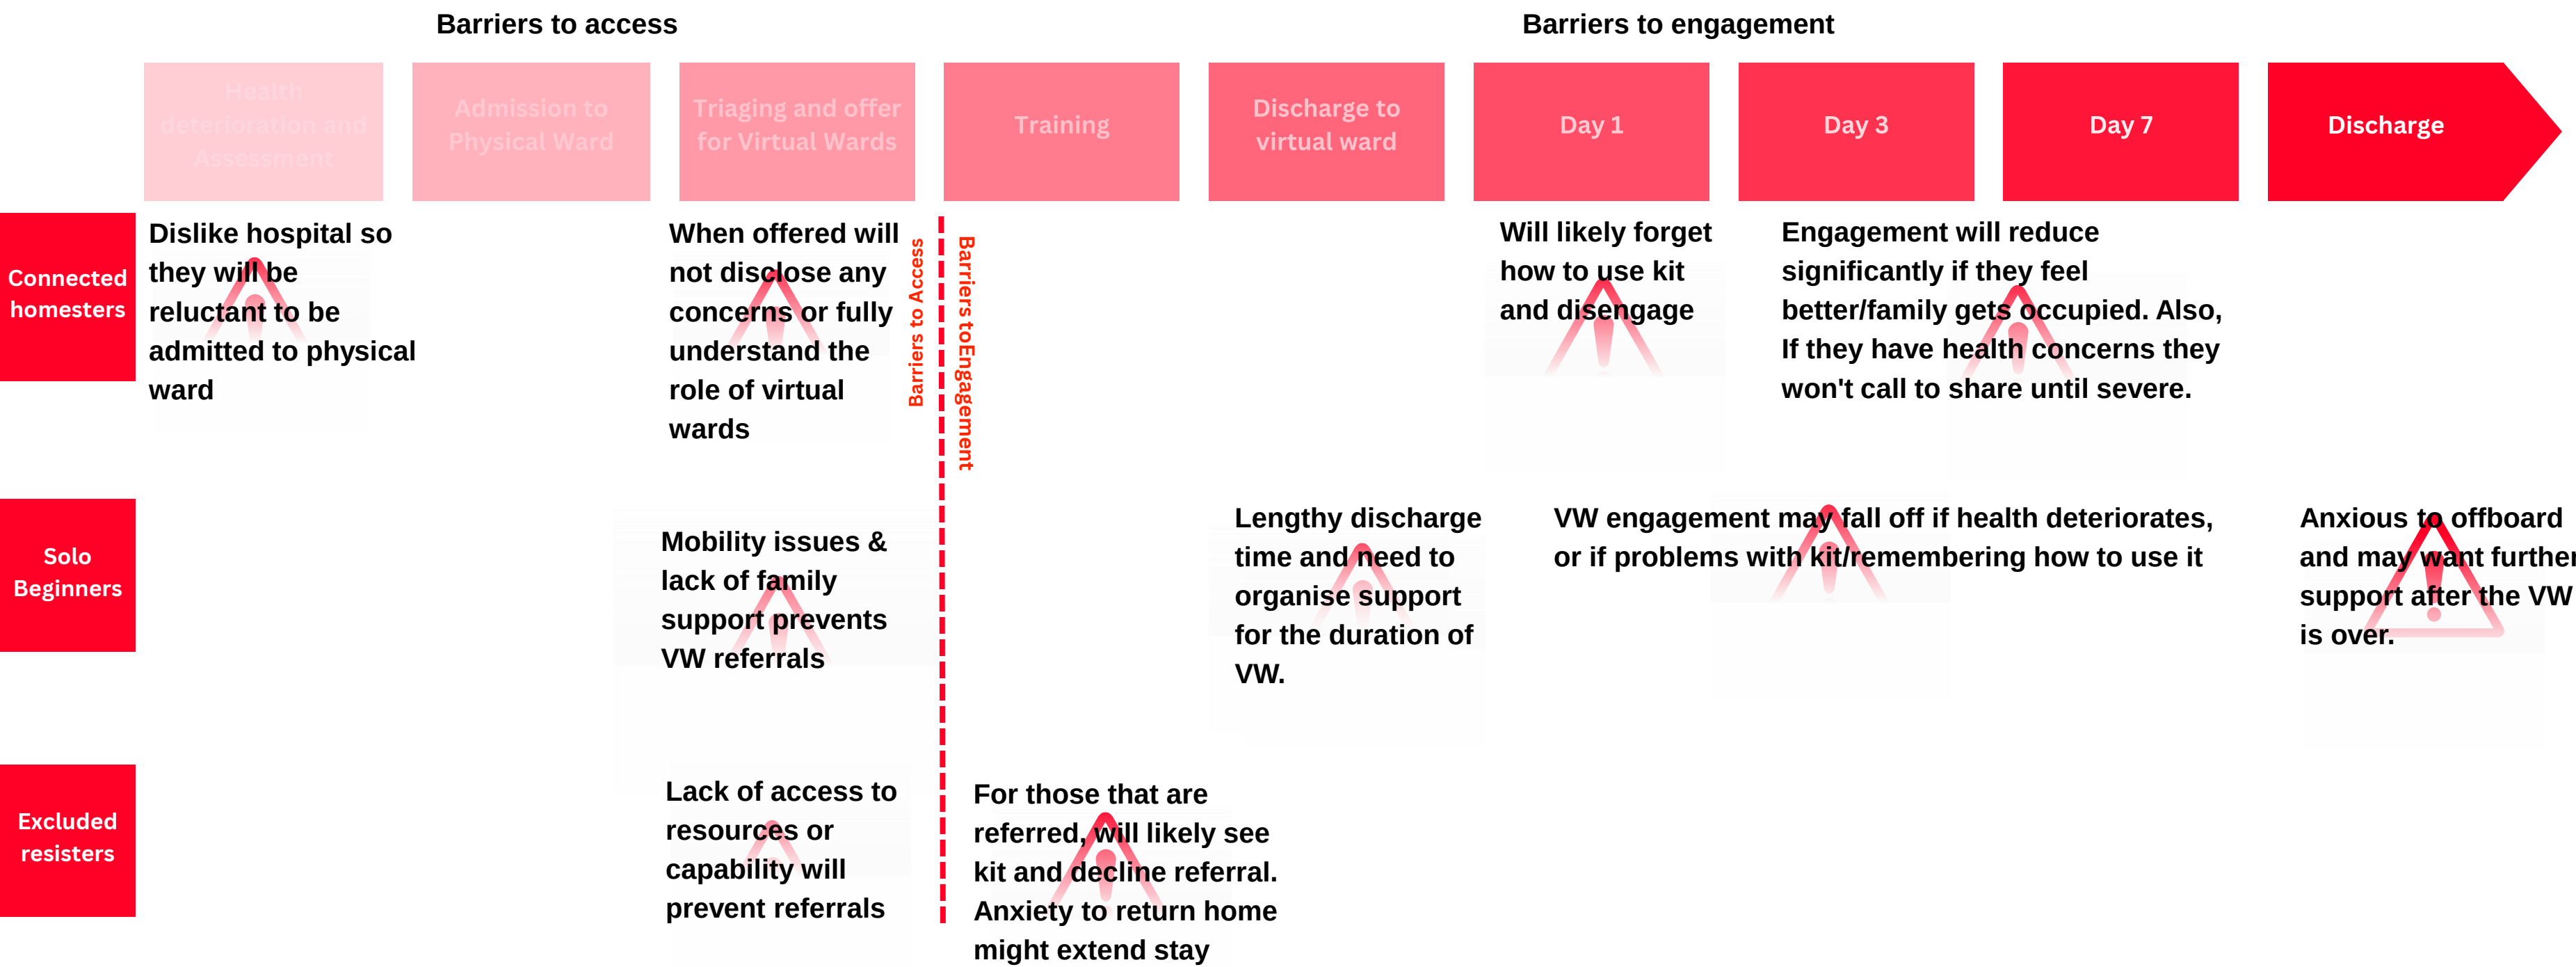 Barriers to access
Barriers to engagement
Health
deterioration and
Assessment
Admission to
Physical Ward
Triaging and offer
for Virtual Wards
Training
Discharge to
virtual ward
Day 1
Day 3
Day 7
Discharge
Connected
homesters
Dislike hospital so
they will be
reluctant to be
admitted to physical
ward
When offered will
not disclose any
concerns or fully
understand the
role of virtual
wards
Barriers to Access
Barriers toEngagement
Will likely forget
how to use kit
and disengage
Engagement will reduce
significantly if they feel
better/family gets occupied. Also,
If they have health concerns they
won't call to share until severe.
Solo
Beginners
Mobility issues &
lack of family
support prevents
VW referrals
Lengthy discharge
time and need to
organise support
for the duration of
VW.
VW engagement may fall off if health deteriorates,
or if problems with kit/remembering how to use it
Anxious to offboard
and may want further
support after the VW
is over.
Excluded
resisters
Lack of access to
resources or
capability will
prevent referrals
For those that are
referred, will likely see
kit and decline referral.
Anxiety to return home
might extend stay